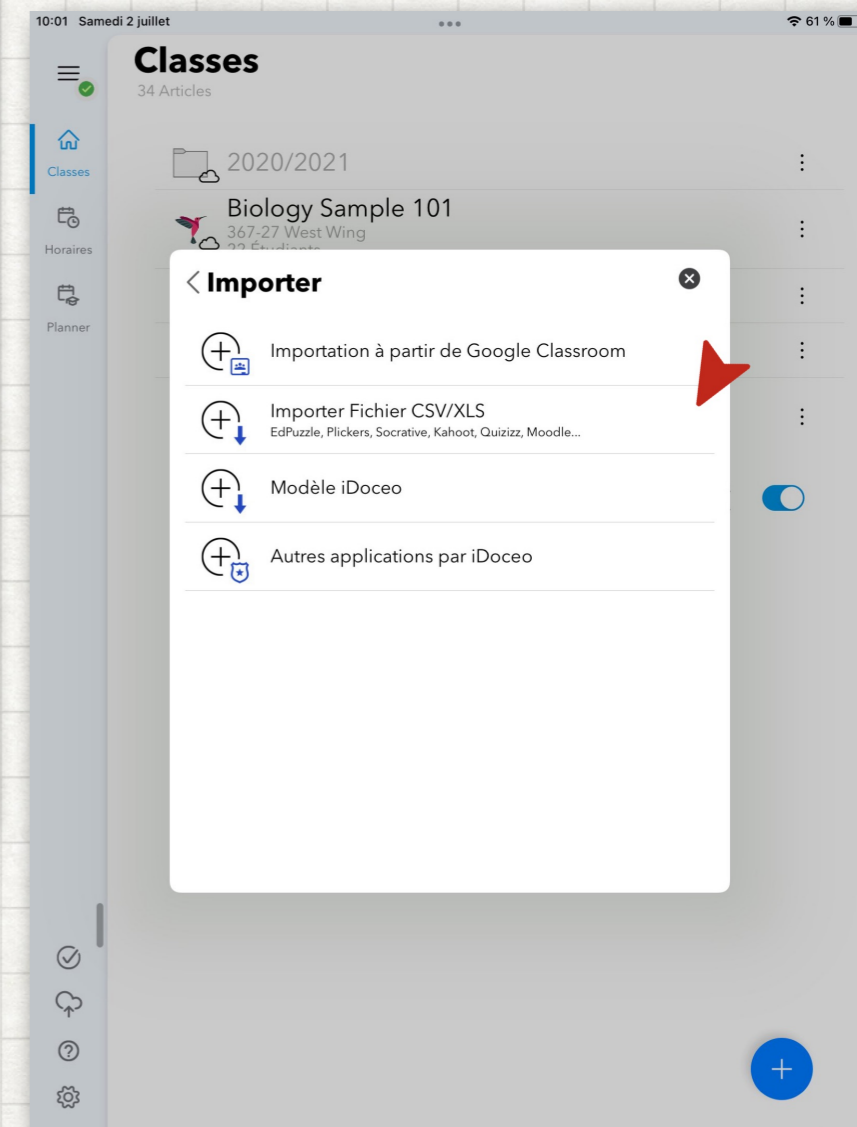 10:01 Samedi 2 juillet
61 %
Classes
34 Articles
Classes
Horaires
Planner
2020/2021
Biology Sample 101
367-27 West Wing
22 Étudiants
Importer
Importation à partir de Google Classroom
Importer Fichier CSV/XLS
EdPuzzle, Plickers, Socrative, Kahoot, Quizizz, Moodle...
Modèle iDoceo
Autres applications par iDoceo